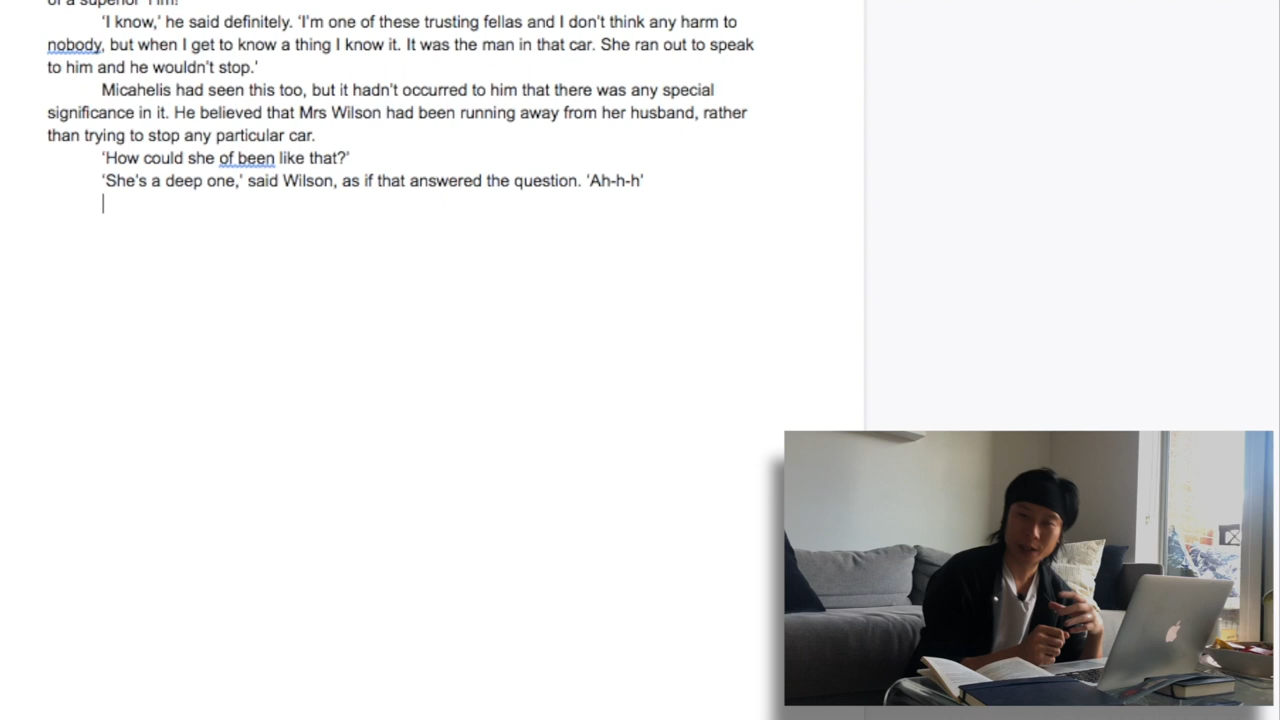 of a superior 'Him!'
'I know,' he said definitely. 'I'm one of these trusting fellas and I don't think any harm to
nobody, but when I get to know a thing I know it. It was the man in that car. She ran out to speak
to him and he wouldn't stop.'
Micahelis had seen this too, but it hadn't occurred to him that there was any special
significance in it. He believed that Mrs Wilson had been running away from her husband, rather
than trying to stop any particular car.
'How could she of been like that?'
'She's a deep one,' said Wilson, as if that answered the question. 'Ah-h-h'